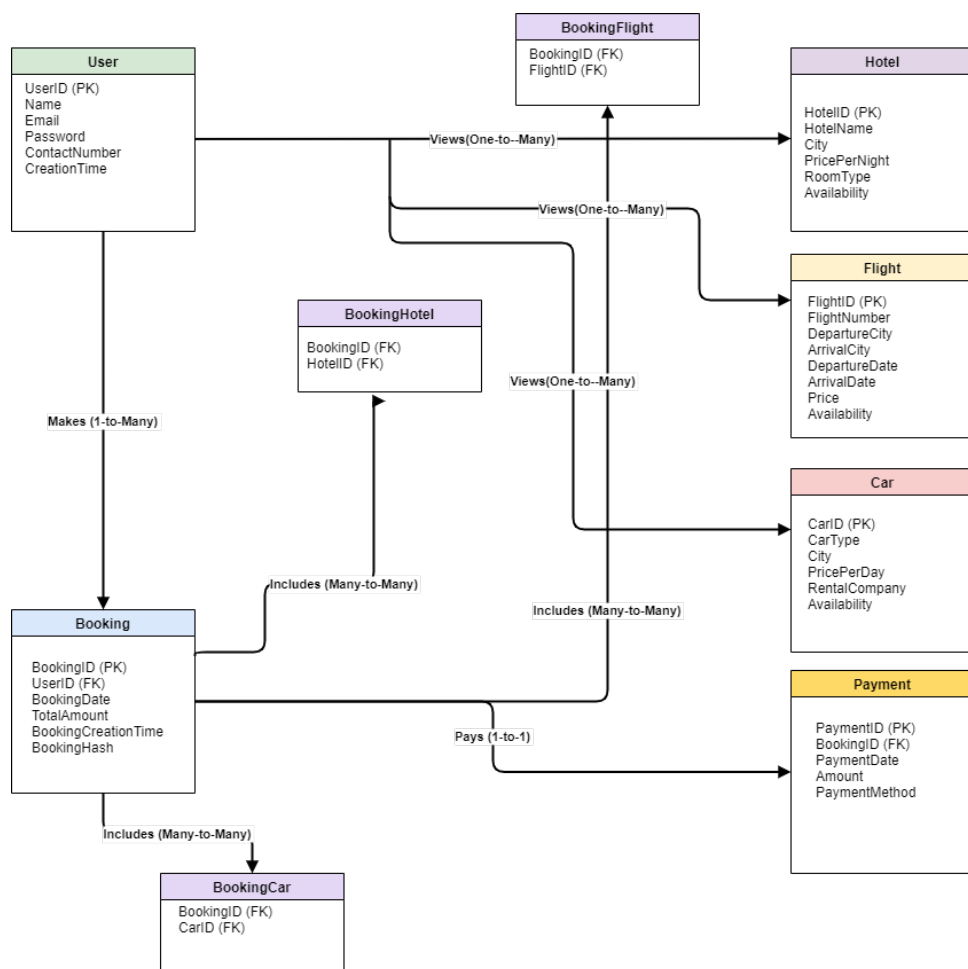 BookingFlight
BookingID (FK)
FlightID (FK)
User
UserID (PK)
Name
Email
Password
ContactNumber
CreationTime
Hotel
HotelID (PK)
HotelName
City
PricePerNight
RoomType
Availability
Views(One-to--Many)
Views(One-to--Many)
Views(One-to--Many)
Flight
FlightID (PK)
FlightNumber
DepartureCity
ArrivalCity
DepartureDate
ArrivalDate
Price
Availability
BookingHotel
BookingID (FK)
HotelID (FK)
Makes (1-to-Many)
Car
CarID (PK)
CarType
City
PricePerDay
RentalCompany
Availability
Includes (Many-to-Many)
Includes (Many-to-Many)
Booking
BookingID (PK)
UserID (FK)
BookingDate
TotalAmount
BookingCreationTime
BookingHash
Pays (1-to-1)
Payment
PaymentID (PK)
BookingID (FK)
PaymentDate
Amount
PaymentMethod
Includes (Many-to-Many)
BookingCar
BookingID (FK)
CarID (FK)